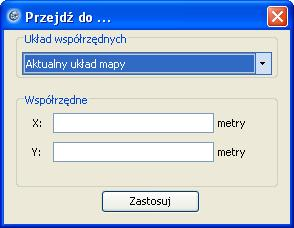 Przejdź do ...
Układ współrzędnych
Aktualny układ mapy
Współrzędne
X: metry
Y: metry
Zastosuj